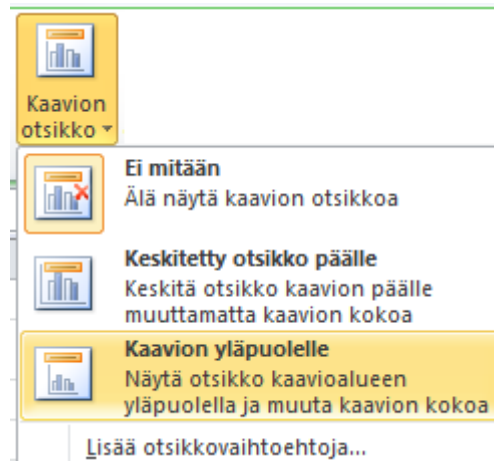 Kaavion
otsikko
Ei mitään
Älä näytä kaavion otsikkoa
Keskitetty otsikko päälle
Keskitä otsikko kaavion päälle
muuttamatta kaavion kokoa
Kaavion yläpuolelle
Näytä otsikko kaavioalueen
yläpuolella ja muuta kaavion kokoa
Lisää otsikkovaihtoehtoja...